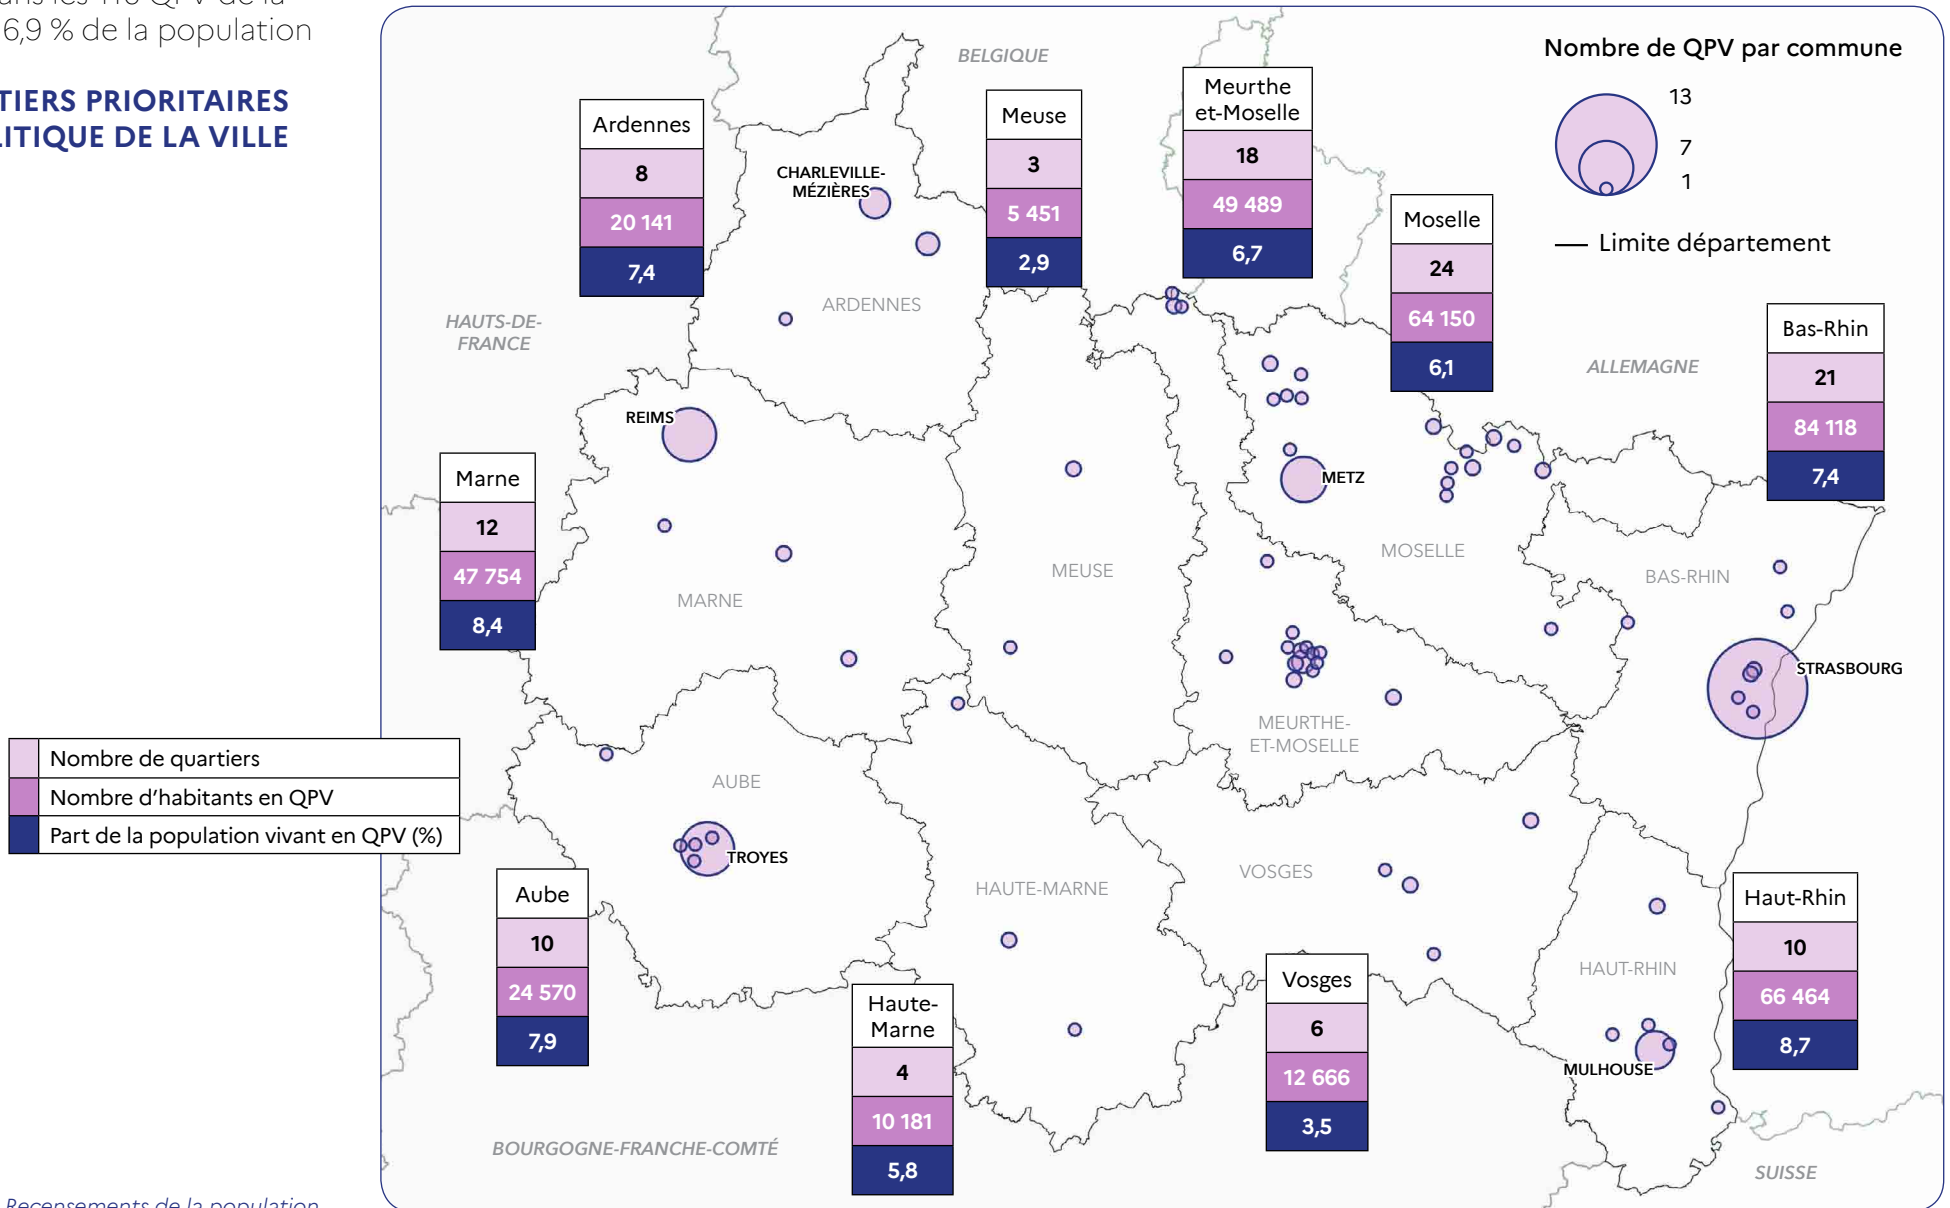 dans les 116 QPV de la
6,9 % de la population
TIERS PRIORITAIRES
LITIQUE DE LA VILLE
Nombre de QPV par commune
13
7
1
Limite département
BELGIQUE
HAUTS-DE-
FRANCE
ALLEMAGNE
BOURGOGNE-FRANCHE-COMTÉ
SUISSE
Ardennes
8
20 141
7,4
Meuse
3
5 451
2,9
Meurthe
et-Moselle
18
49 489
6,7
Moselle
24
64 150
6,1
Bas-Rhin
21
84 118
7,4
Marne
12
47 754
8,4
Aube
10
24 570
7,9
Haute-
Marne
4
10 181
5,8
Vosges
6
12 666
3,5
Haut-Rhin
10
66 464
8,7
CHARLEVILLE-
MÉZIÈRES
ARDENNES
REIMS
MARNE
MEUSE
METZ
MOSELLE
BAS-RHIN
STRASBOURG
MEURTHE-
ET-MOSELLE
AUBE
TROYES
HAUTE-MARNE
VOSGES
HAUT-RHIN
MULHOUSE
Nombre de quartiers
Nombre d'habitants en QPV
Part de la population vivant en QPV (%)
Recensements de la population